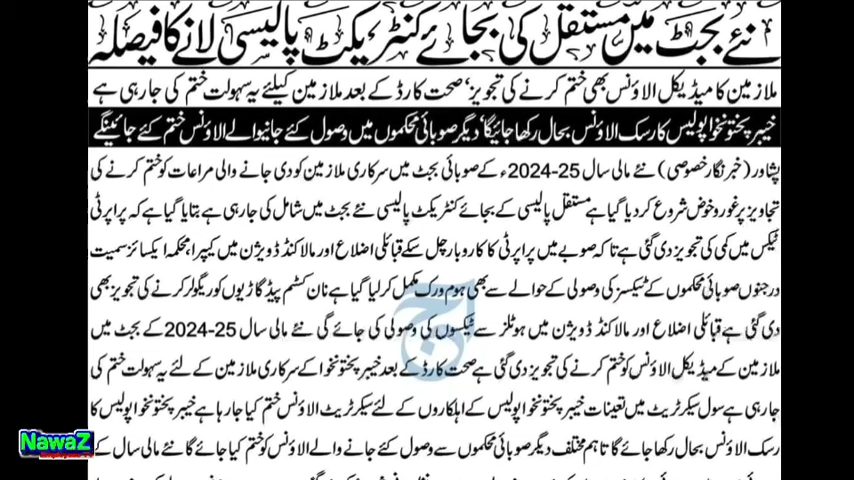 نئے بجٹ میں مستقل کی بجائے کنٹریکٹ پالیسی لانے کا فیصلہ
ملازمین کا میڈیکل الاؤنس بھی ختم کرنے کی تجویز، صحت کارڈ کے بعد ملازمین کیلئے یہ سہولت ختم کی جا رہی ہے
خیبر پختونخوا پولیس کا رسک الاؤنس بحال رکھا جائیگا، دیگر صوبائی محکموں میں وصول کئے جانیوالے الاؤنس ختم کئے جائینگے
پشاور (خبر نگار خصوصی) نئے مالی سال 25-2024ء کے صوبائی بجٹ میں سرکاری ملازمین کو دی جانے والی مراعات کو ختم کرنے کی
تجاویز پر غور و خوض شروع کر دیا گیا ہے مستقل پالیسی کے بجائے کنٹریکٹ پالیسی نئے بجٹ میں شامل کی جا رہی ہے بتایا گیا ہے کہ پراپرٹی
ٹیکس میں کمی کی تجویز دی گئی ہے تاکہ صوبے میں پراپرٹی کا کاروبار چل سکے قبائلی اضلاع اور مالاکنڈ ڈویژن میں کیپرا، محکمہ ایکسائز سمیت
درجنوں صوبائی محکموں کے ٹیکسز کی وصولی کے حوالے سے بھی ہوم ورک مکمل کر لیا گیا ہے نان کسٹم پیڈ گاڑیوں کو ریگولر کرنے کی تجویز بھی
دی گئی ہے قبائلی اضلاع اور مالاکنڈ ڈویژن میں ہوٹلز سے ٹیکسوں کی وصولی کی جائے گی نئے مالی سال 25-2024 کے بجٹ میں
ملازمین کے میڈیکل الاؤنس کو ختم کرنے کی تجویز دی گئی ہے صحت کارڈ کے بعد خیبر پختونخوا کے سرکاری ملازمین کے لئے یہ سہولت ختم کی
جا رہی ہے سول سیکرٹریٹ میں تعینات خیبر پختونخوا پولیس کے اہلکاروں کے لئے سیکرٹریٹ الاؤنس ختم کیا جا رہا ہے خیبر پختونخوا پولیس کا
رسک الاؤنس بحال رکھا جائے گا تاہم مختلف دیگر صوبائی محکموں سے وصول کئے جانے والے الاؤنس کو ختم کیا جائے گا نئے مالی سال کے
NawaZ